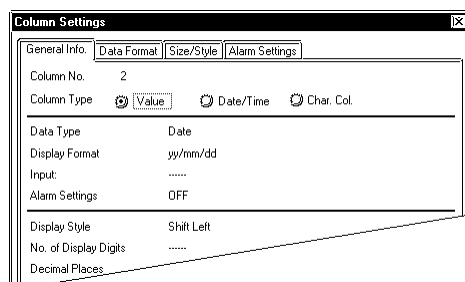 Column Settings
General Info. Data Format Size/Style Alarm Settings
Column No. 2
Column Type Value Date/Time Char. Col.
Data Type Date
Display Format yy/mm/dd
Input: ------
Alarm Settings OFF
Display Style Shift Left
No. of Display Digits ------
Decimal Places